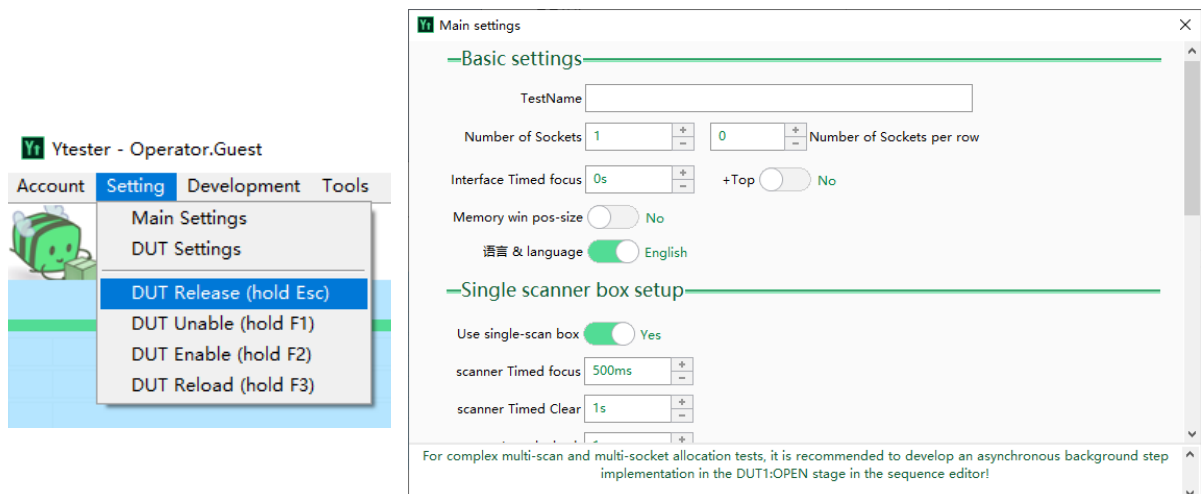 Yt Ytester - Operator.Guest
Account Setting Development Tools
Main Settings
DUT Settings
DUT Release (hold Esc)
DUT Unable (hold F1)
DUT Enable (hold F2)
DUT Reload (hold F3)
Yt Main settings
Basic settings
TestName
Number of Sockets 1 0 Number of Sockets per row
Interface Timed focus 0s +Top No
Memory win pos-size No
语言 & language English
Single scanner box setup
Use single-scan box Yes
scanner Timed focus 500ms
scanner Timed Clear 1s
For complex multi-scan and multi-socket allocation tests, it is recommended to develop an asynchronous background step
implementation in the DUT1:OPEN stage in the sequence editor!